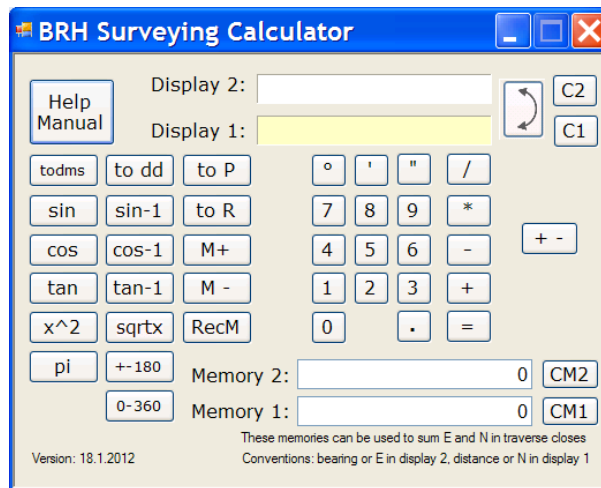 BRH Surveying Calculator
Help Manual
Display 2:
C2
Display 1:
C1
todms to dd to P ° ' " /
sin sin-1 to R 7 8 9 *
+ -
cos cos-1 M+ 4 5 6 -
tan tan-1 M - 1 2 3 +
x^2 sqrtx RecM 0 . =
pi +-180 Memory 2: 0 CM2
0-360 Memory 1: 0 CM1
These memories can be used to sum E and N in traverse closes
Version: 18.1.2012 Conventions: bearing or E in display 2, distance or N in display 1